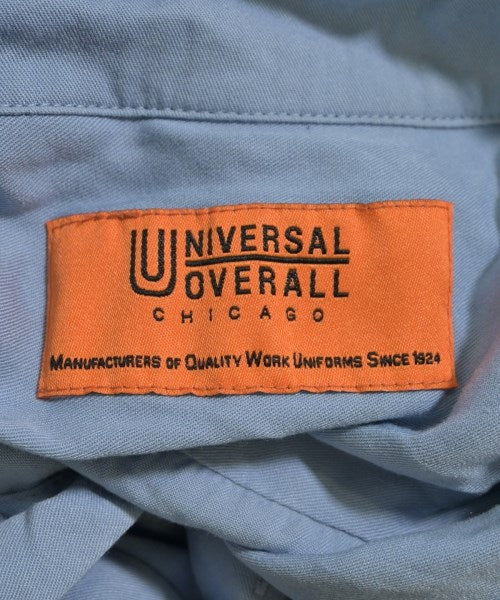 UNIVERSAL
OVERALL
CHICAGO
MANUFACTURERS OF QUALITY WORK UNIFORMS SINCE 1924